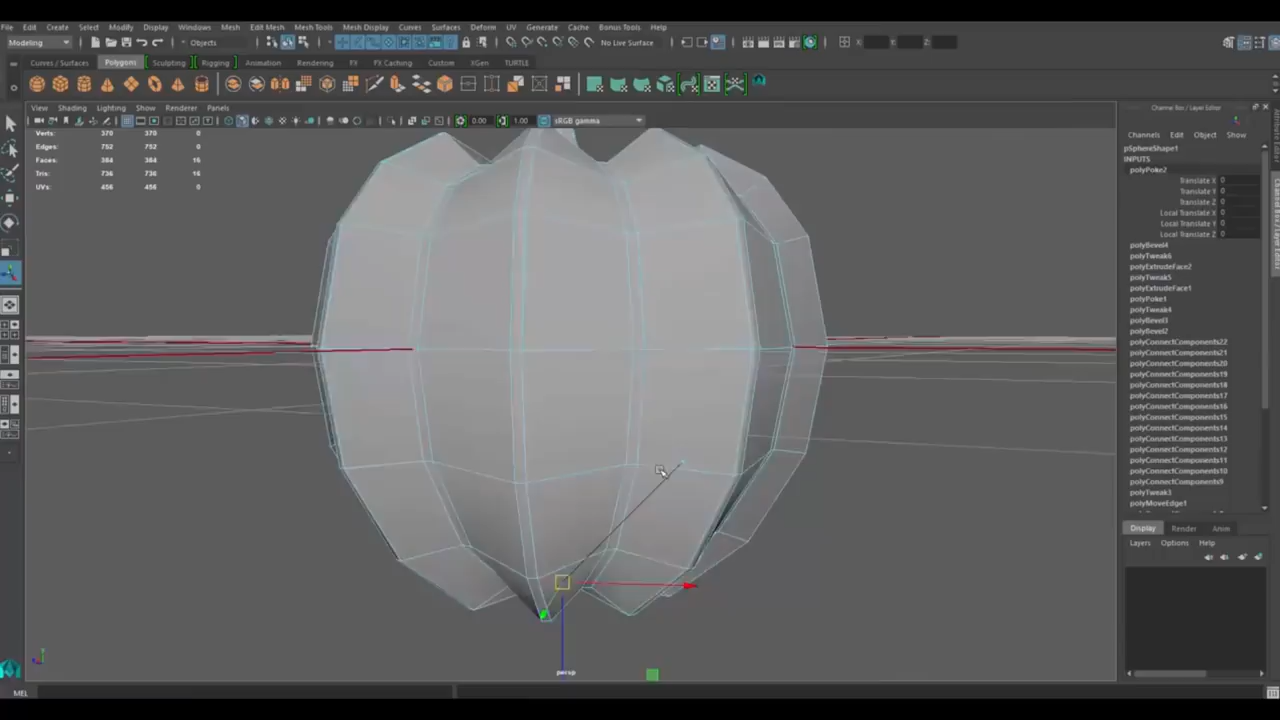 File Edit Create Select Modify Display Windows Mesh Edit Mesh Mesh Tools Mesh Display Curves Surfaces Deform UV Generate Cache Bonus Tools Help
Modeling Objects No Live Surface X: Y: Z:
Curves / Surfaces Polygons Sculpting Rigging Animation Rendering FX FX Caching Custom XGen TURTLE
View Shading Lighting Show Renderer Panels
0.00 1.00 sRGB gamma
Channel Box / Layer Editor
Channels Edit Object Show
Verts: 370 370 0
Edges: 752 752 0
Faces: 384 384 16
Tris: 736 736 16
UVs: 456 456 0
pSphereShape1
INPUTS
polyPoke2
Translate X 0
Translate Y 0
Translate Z 0
Local Translate X 0
Local Translate Y 0
Local Translate Z 0
polyBevel4
polyTweak6
polyExtrudeFace2
polyTweak5
polyExtrudeFace1
polyPoke1
polyTweak4
polyBevel3
polyBevel2
polyConnectComponents22
polyConnectComponents21
polyConnectComponents20
polyConnectComponents19
polyConnectComponents18
polyConnectComponents17
polyConnectComponents16
polyConnectComponents15
polyConnectComponents14
polyConnectComponents13
polyConnectComponents12
polyConnectComponents11
polyConnectComponents10
polyConnectComponents9
polyTweak3
polyMoveEdge1
Display Render Anim
Layers Options Help
persp
MEL